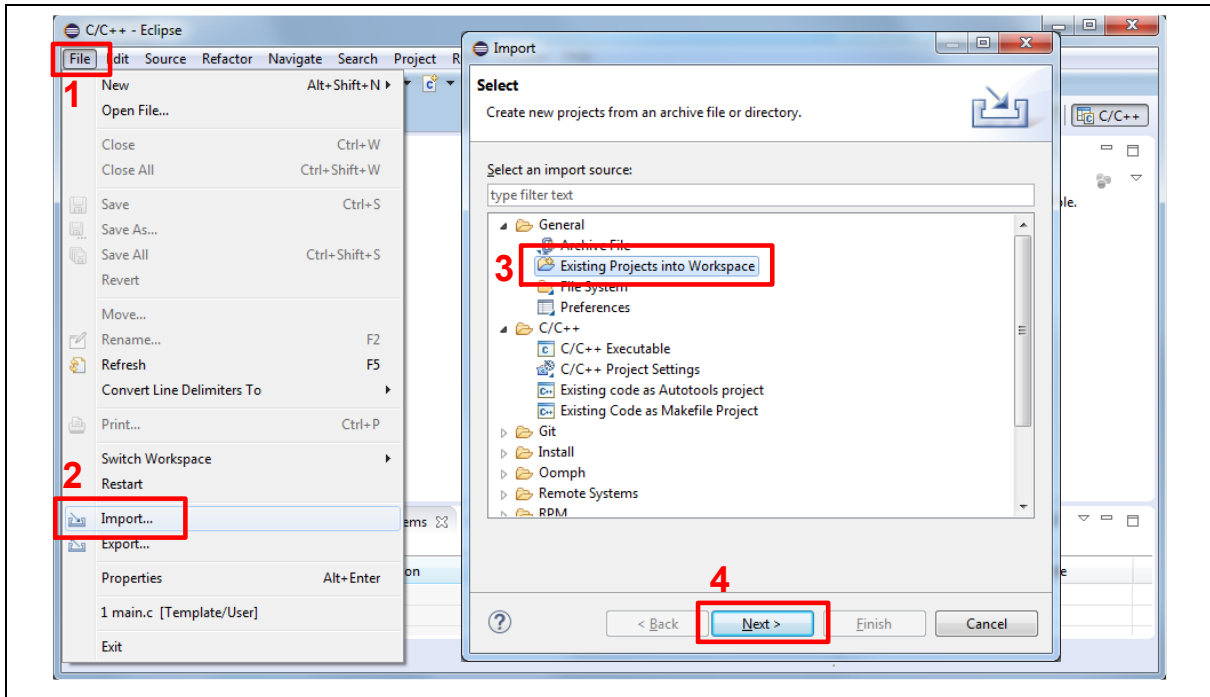 C/C++ - Eclipse
File Edit Source Refactor Navigate Search Project R
1
New Alt+Shift+N
Open File...
Close Ctrl+W
Close All Ctrl+Shift+W
Save Ctrl+S
Save As...
Save All Ctrl+Shift+S
Revert
Move...
Rename... F2
Refresh F5
Convert Line Delimiters To
Print... Ctrl+P
Switch Workspace
2
Restart
Import...
Export...
Properties Alt+Enter
1 main.c [Template/User]
Exit
ems
on
Import
Select
Create new projects from an archive file or directory.
Select an import source:
type filter text
General
Archive File
3
Existing Projects into Workspace
File System
Preferences
C/C++
C/C++ Executable
C/C++ Project Settings
Existing code as Autotools project
Existing Code as Makefile Project
Git
Install
Oomph
Remote Systems
RPM
4
? < Back Next > Finish Cancel
C/C++
ble.
e